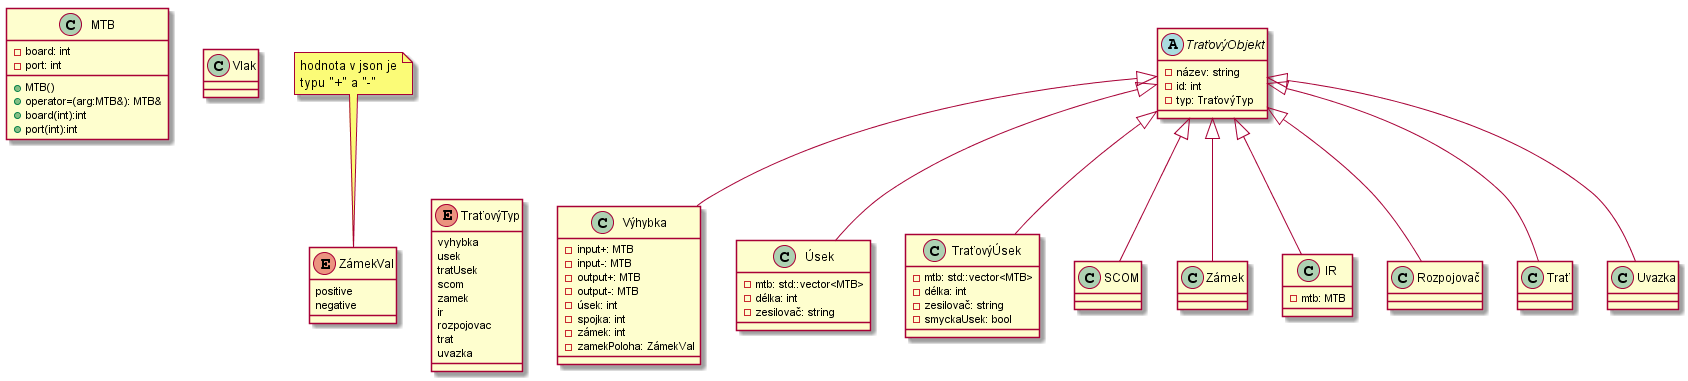 C MTB
board: int
port: int
MTB()
operator=(arg:MTB&): MTB&
board(int):int
port(int):int
C Vlak
hodnota v json je
typu "+" a "-"
E ZámekVal
positive
negative
E TraťovýTyp
vyhybka
usek
tratUsek
scom
zamek
ir
rozpojovac
trat
uvazka
A TraťovýObjekt
název: string
id: int
typ: TraťovýTyp
C Výhybka
input+: MTB
input-: MTB
output+: MTB
output-: MTB
úsek: int
spojka: int
zámek: int
zamekPoloha: ZámekVal
C Úsek
mtb: std::vector<MTB>
délka: int
zesilovač: string
C TraťovýÚsek
mtb: std::vector<MTB>
délka: int
zesilovač: string
smyckaUsek: bool
C SCOM
C Zámek
C IR
mtb: MTB
C Rozpojovač
C Trať
C Uvazka